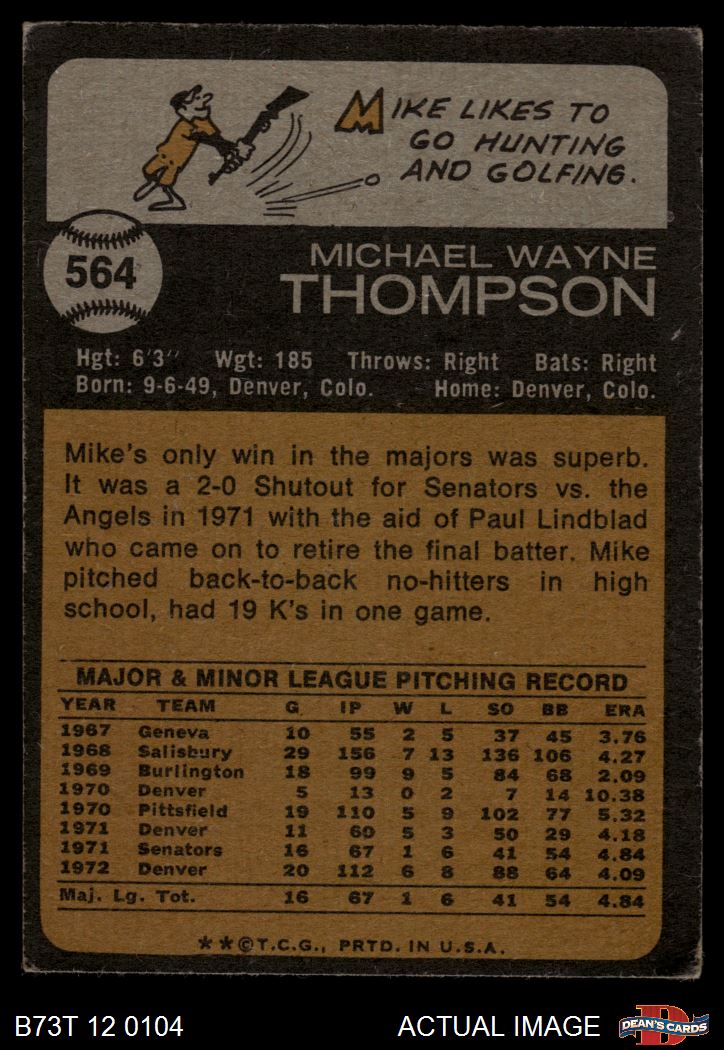 MIKE LIKES TO
GO HUNTING
AND GOLFING.
564
MICHAEL WAYNE
THOMPSON
Hgt: 6'3" Wgt: 185 Throws: Right Bats: Right
Born: 9-6-49, Denver, Colo. Home: Denver, Colo.
Mike's only win in the majors was superb.
It was a 2-0 Shutout for Senators vs. the
Angels in 1971 with the aid of Paul Lindblad
who came on to retire the final batter. Mike
pitched back-to-back no-hitters in high
school, had 19 K's in one game.
MAJOR & MINOR LEAGUE PITCHING RECORD
YEAR TEAM G IP W L SO BB ERA
1967 Geneva 10 55 2 5 37 45 3.76
1968 Salisbury 29 156 7 13 136 106 4.27
1969 Burlington 18 99 9 5 84 68 2.09
1970 Denver 5 13 0 2 7 14 10.38
1970 Pittsfield 19 110 5 9 102 77 5.32
1971 Denver 11 60 5 3 50 29 4.18
1971 Senators 16 67 1 6 41 54 4.84
1972 Denver 20 112 6 8 88 64 4.09
Maj. Lg. Tot. 16 67 1 6 41 54 4.84
**©T.C.G., PRTD. IN U.S.A.
B73T 12 0104 ACTUAL IMAGE D DEAN'S CARDS